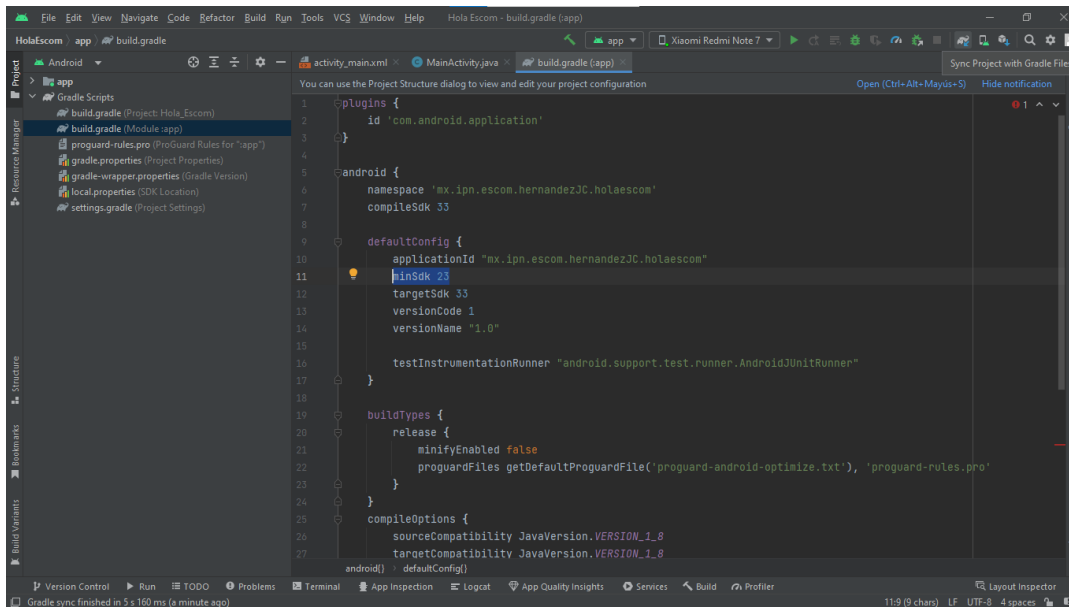 File Edit View Navigate Code Refactor Build Run Tools VCS Window Help Hola Escom - build.gradle (:app)
HolaEscom app build.gradle app Xiaomi Redmi Note 7
Project Android activity_main.xml MainActivity.java build.gradle (:app) Sync Project with Gradle Files
app
Gradle Scripts
build.gradle (Project: Hola_Escom)
build.gradle (Module :app)
proguard-rules.pro (ProGuard Rules for ":app")
gradle.properties (Project Properties)
gradle-wrapper.properties (Gradle Version)
local.properties (SDK Location)
settings.gradle (Project Settings)
Resource Manager
Structure
Bookmarks
Build Variants
You can use the Project Structure dialog to view and edit your project configuration Open (Ctrl+Alt+Mayús+S) Hide notification
1 plugins { 1
2 id 'com.android.application'
3 }
4
5 android {
6 namespace 'mx.ipn.escom.hernandezJC.holaescom'
7 compileSdk 33
8
9 defaultConfig {
10 applicationId "mx.ipn.escom.hernandezJC.holaescom"
11 minSdk 23
12 targetSdk 33
13 versionCode 1
14 versionName "1.0"
15
16 testInstrumentationRunner "android.support.test.runner.AndroidJUnitRunner"
17 }
18
19 buildTypes {
20 release {
21 minifyEnabled false
22 proguardFiles getDefaultProguardFile('proguard-android-optimize.txt'), 'proguard-rules.pro'
23 }
24 }
25 compileOptions {
26 sourceCompatibility JavaVersion.VERSION_1_8
27 targetCompatibility JavaVersion.VERSION_1_8
android{} defaultConfig{}
Version Control Run TODO Problems Terminal App Inspection Logcat App Quality Insights Services Build Profiler Layout Inspector
Gradle sync finished in 5 s 160 ms (a minute ago) 11:9 (9 chars) LF UTF-8 4 spaces